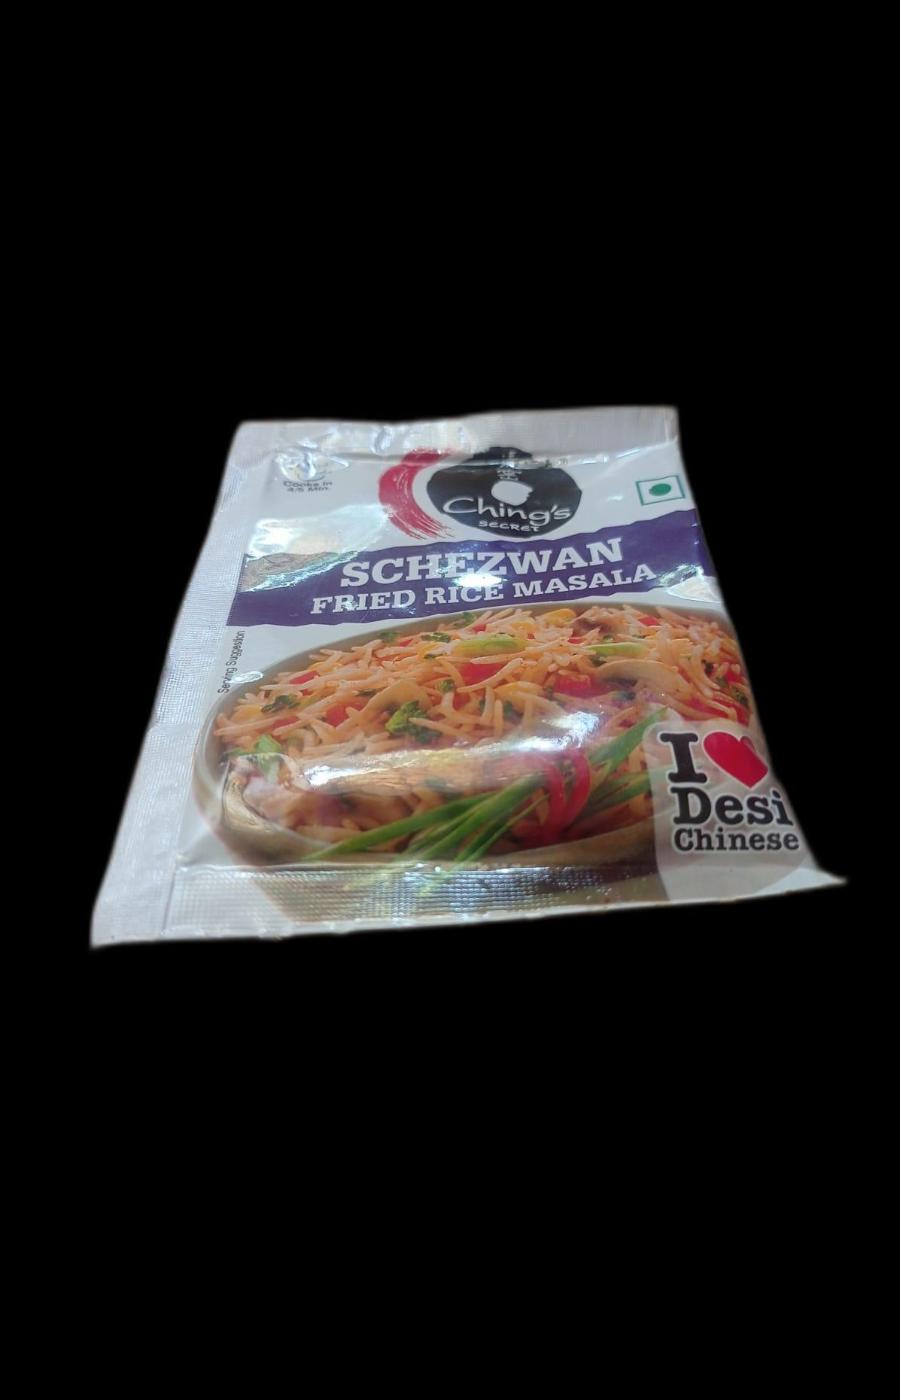 Cooks in
4/5 Min.
Ching's
SECRET
SCHEZWAN
FRIED RICE MASALA
Serving Suggestion
I ♥
Desi
Chinese